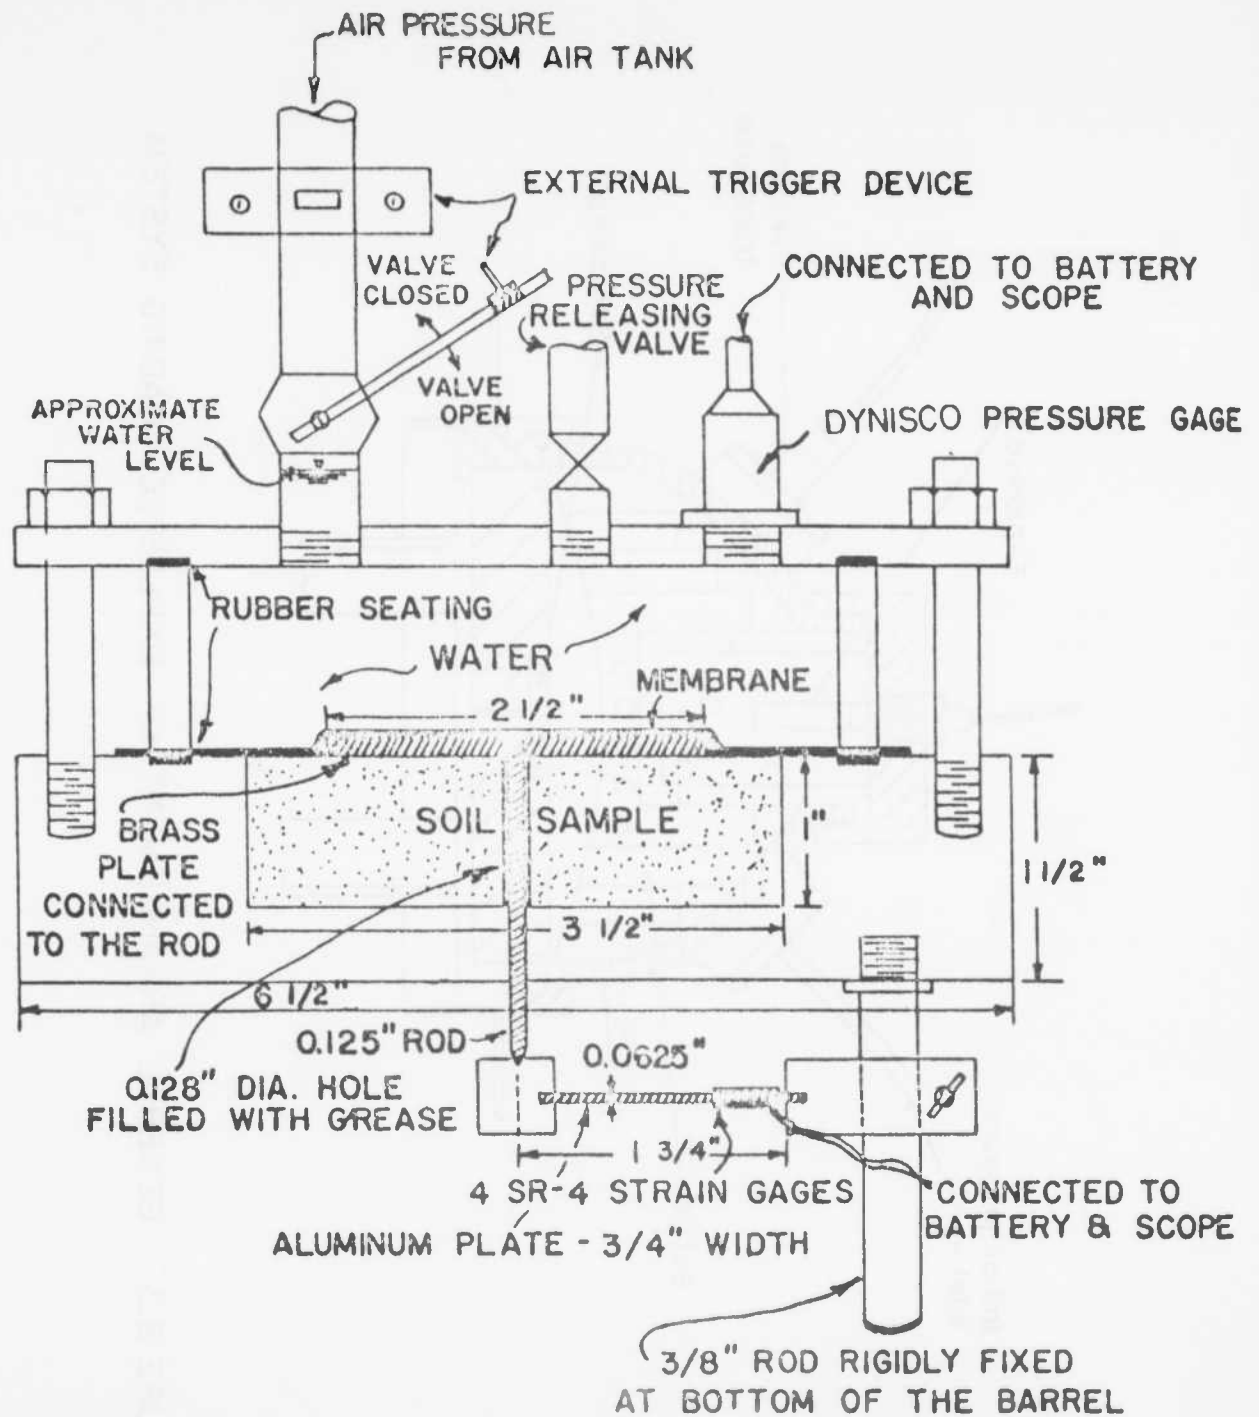 AIR PRESSURE
FROM AIR TANK
EXTERNAL TRIGGER DEVICE
VALVE
CLOSED
PRESSURE
RELEASING
VALVE
CONNECTED TO BATTERY
AND SCOPE
VALVE
OPEN
APPROXIMATE
WATER
LEVEL
DYNISCO PRESSURE GAGE
RUBBER SEATING
WATER
MEMBRANE
2 1/2"
SOIL SAMPLE
1"
1 1/2"
BRASS
PLATE
CONNECTED
TO THE ROD
3 1/2"
6 1/2"
0.125" ROD
0.0625"
0.128" DIA. HOLE
FILLED WITH GREASE
1 3/4"
4 SR-4 STRAIN GAGES
ALUMINUM PLATE - 3/4" WIDTH
CONNECTED TO
BATTERY & SCOPE
3/8" ROD RIGIDLY FIXED
AT BOTTOM OF THE BARREL